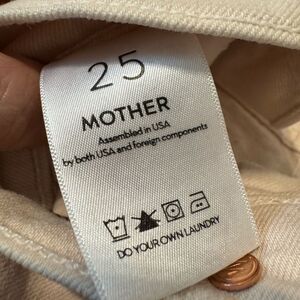 25
MOTHER
Assembled in USA
by both USA and foreign components
DO YOUR OWN LAUNDRY